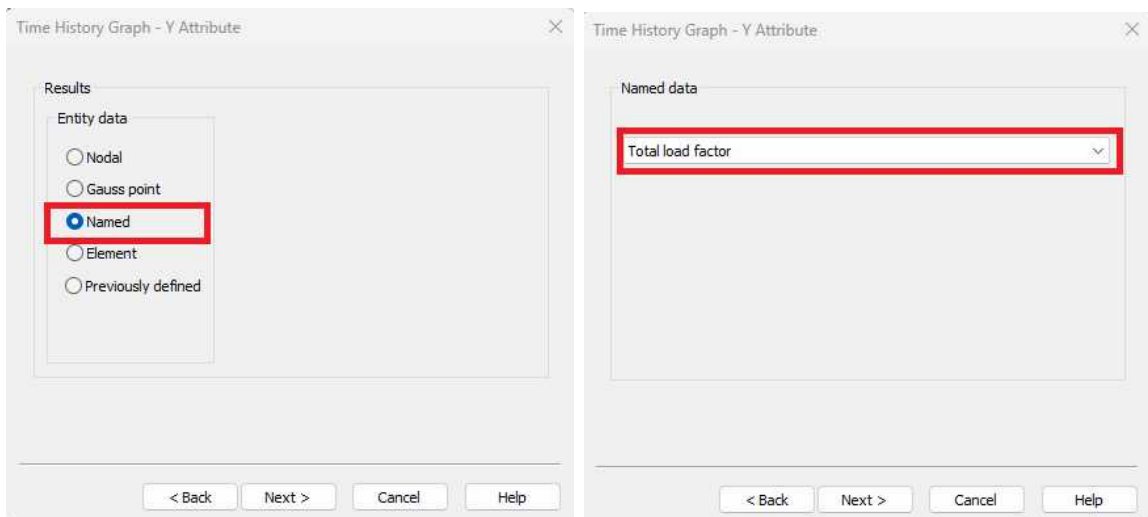 Time History Graph - Y Attribute
Results
Entity data
Nodal
Gauss point
Named
Element
Previously defined
< Back Next > Cancel Help
Time History Graph - Y Attribute
Named data
Total load factor
< Back Next > Cancel Help